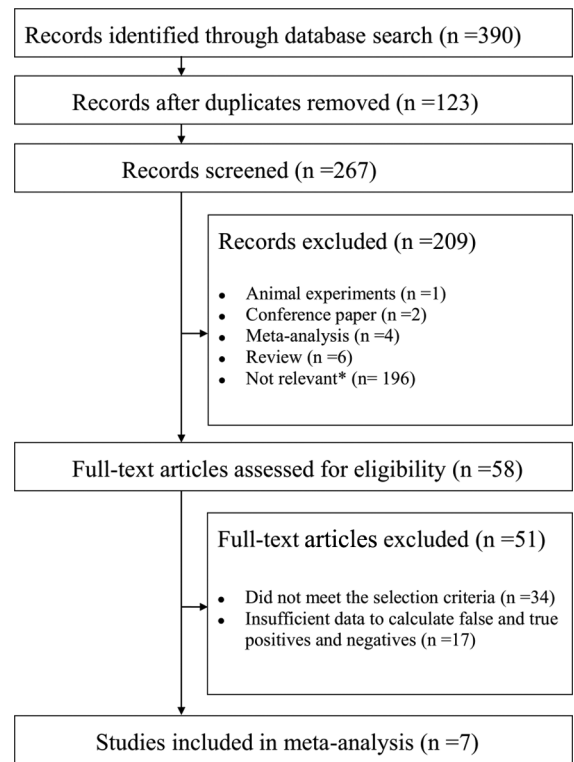 Records identified through database search (n =390)
Records after duplicates removed (n =123)
Records screened (n =267)
Records excluded (n =209)
• Animal experiments (n =1)
• Conference paper (n =2)
• Meta-analysis (n =4)
• Review (n =6)
• Not relevant* (n= 196)
Full-text articles assessed for eligibility (n =58)
Full-text articles excluded (n =51)
• Did not meet the selection criteria (n =34)
• Insufficient data to calculate false and true
positives and negatives (n =17)
Studies included in meta-analysis (n =7)